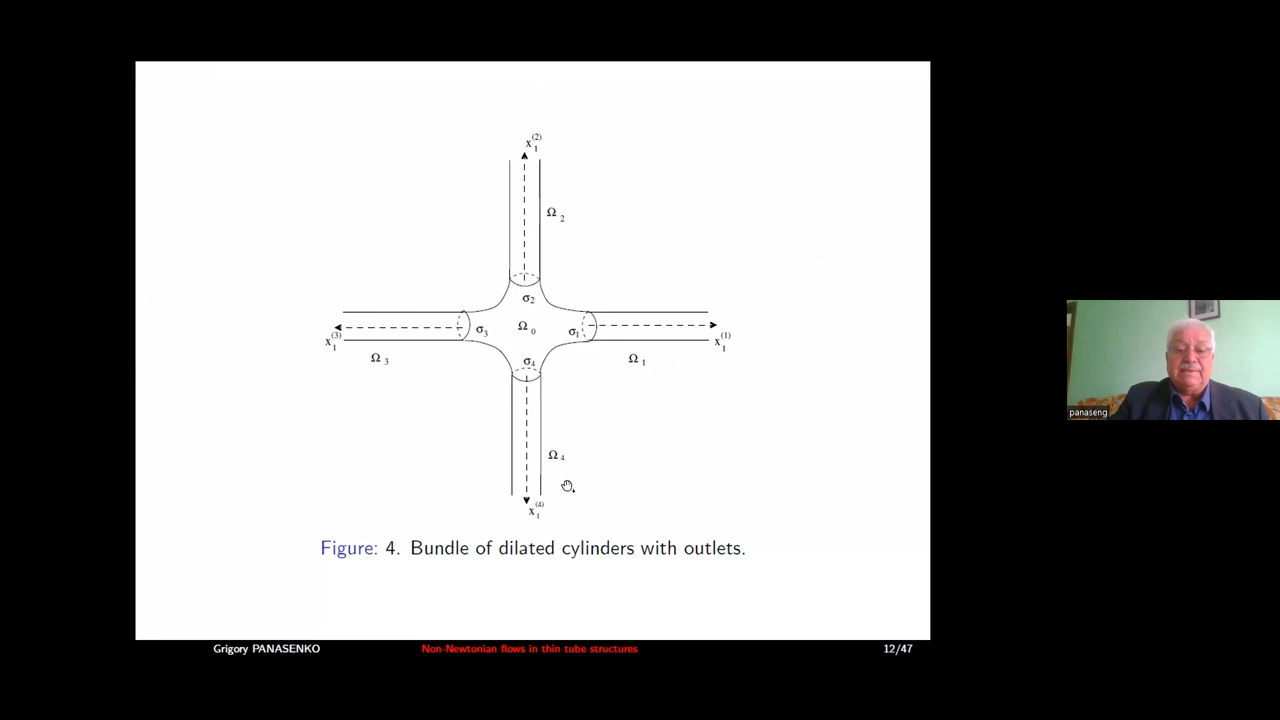 x₁⁽²⁾
Ω₂
σ₂
σ₃ Ω₀ σ₁
x₁⁽³⁾ x₁⁽¹⁾
Ω₃ σ₄ Ω₁
Ω₄
x₁⁽⁴⁾
Figure: 4. Bundle of dilated cylinders with outlets.
Grigory PANASENKO Non-Newtonian flows in thin tube structures 12/47
panaseng